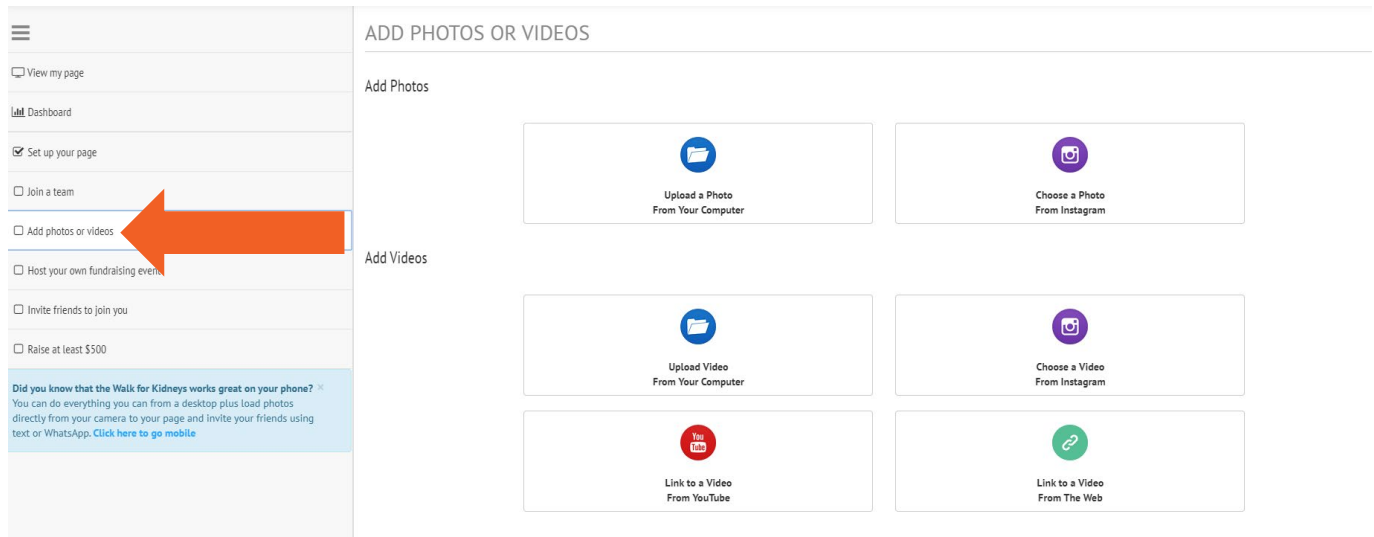 View my page
Dashboard
Set up your page
Join a team
Add photos or videos
Host your own fundraising event
Invite friends to join you
Raise at least $500
Did you know that the Walk for Kidneys works great on your phone? ×
You can do everything you can from a desktop plus load photos
directly from your camera to your page and invite your friends using
text or WhatsApp. Click here to go mobile
ADD PHOTOS OR VIDEOS
Add Photos
Upload a Photo
From Your Computer
Choose a Photo
From Instagram
Add Videos
Upload Video
From Your Computer
Choose a Video
From Instagram
You
Tube
Link to a Video
From YouTube
Link to a Video
From The Web